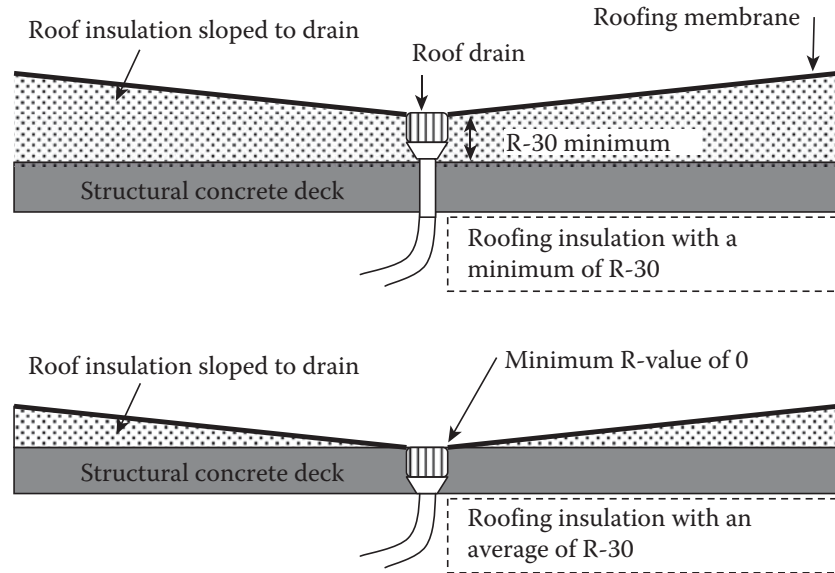 Roofing membrane
Roof insulation sloped to drain
Roof drain
R-30 minimum
Structural concrete deck
Roofing insulation with a
minimum of R-30
Roof insulation sloped to drain
Minimum R-value of 0
Structural concrete deck
Roofing insulation with an
average of R-30